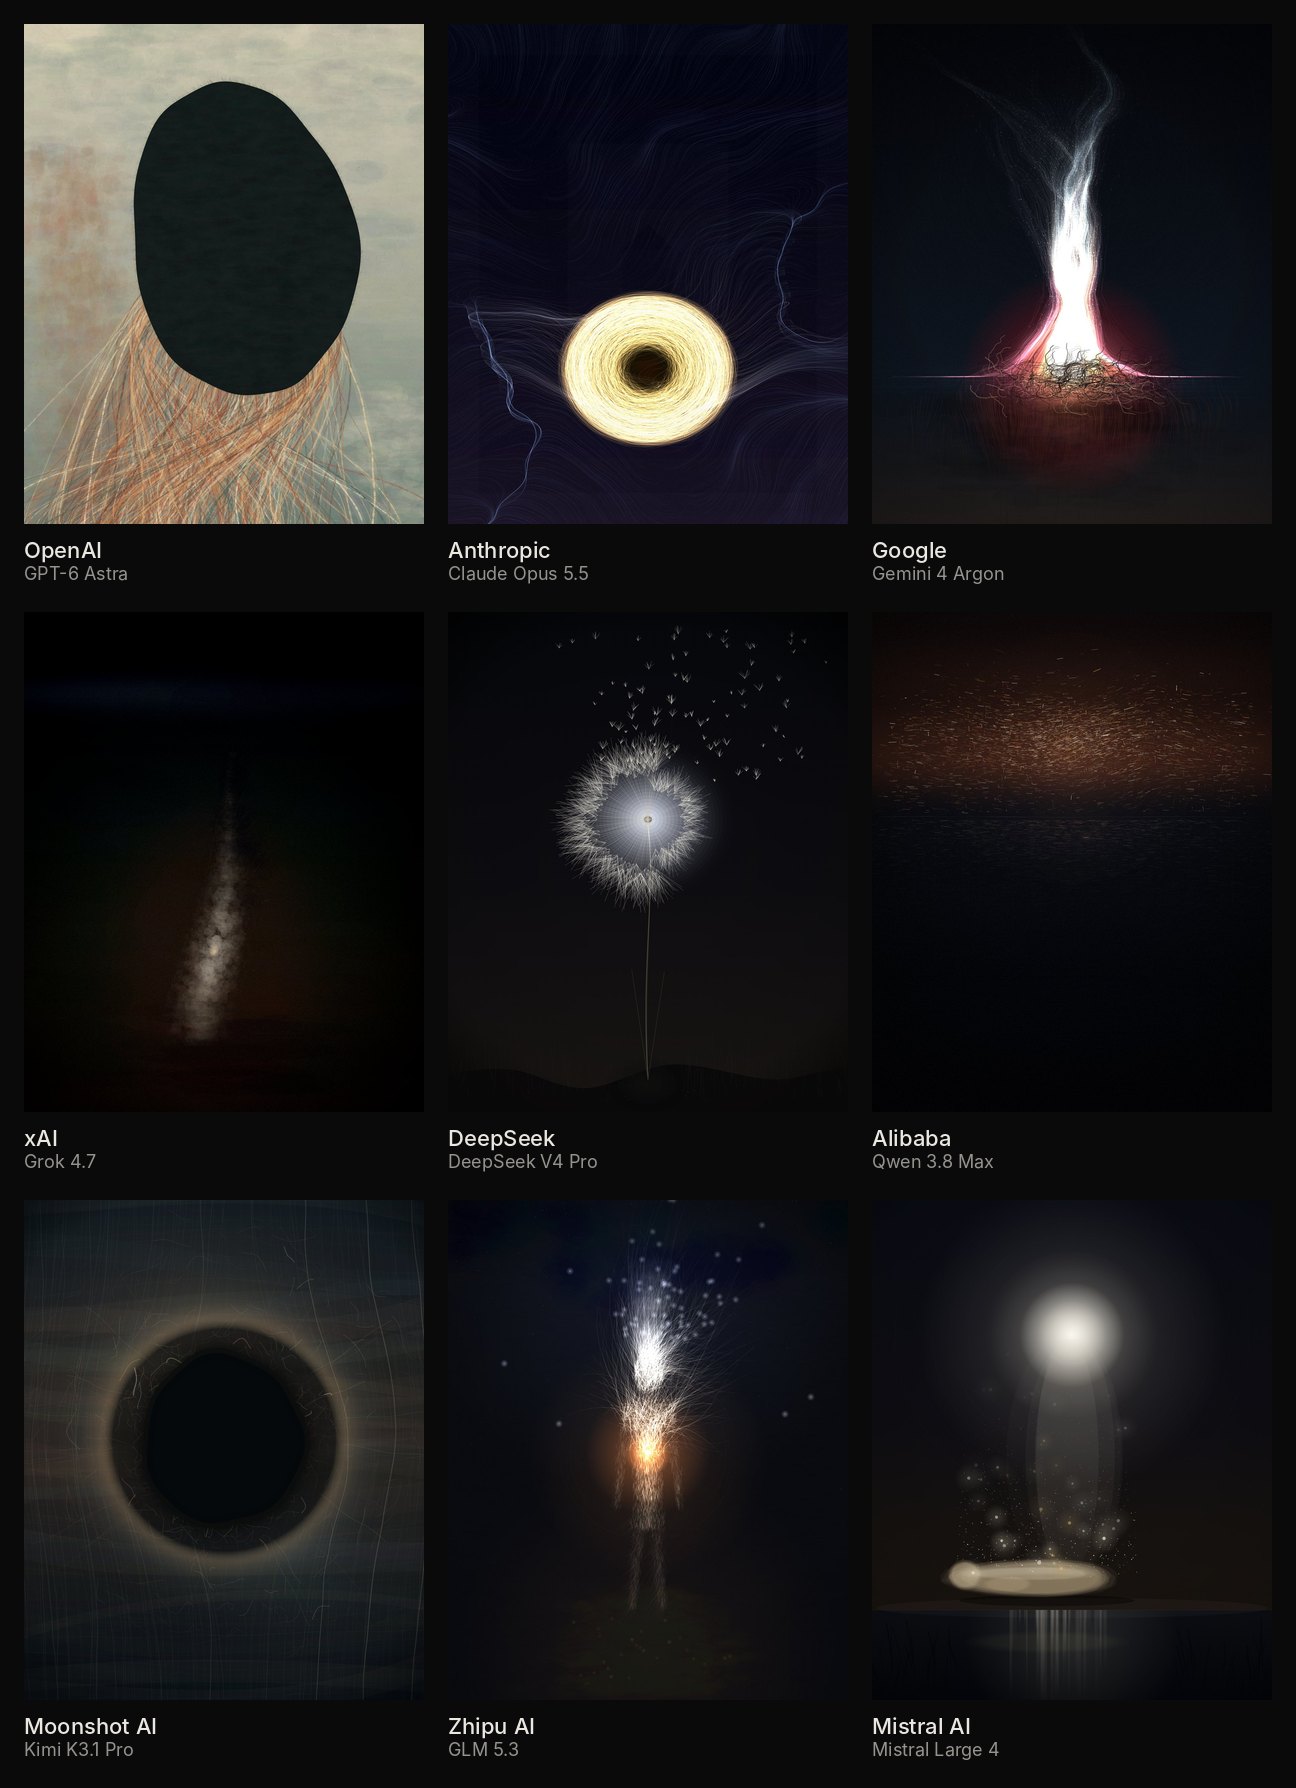 OpenAI
GPT-6 Astra
Anthropic
Claude Opus 5.5
Google
Gemini 4 Argon
xAI
Grok 4.7
DeepSeek
DeepSeek V4 Pro
Alibaba
Qwen 3.8 Max
Moonshot AI
Kimi K3.1 Pro
Zhipu AI
GLM 5.3
Mistral AI
Mistral Large 4